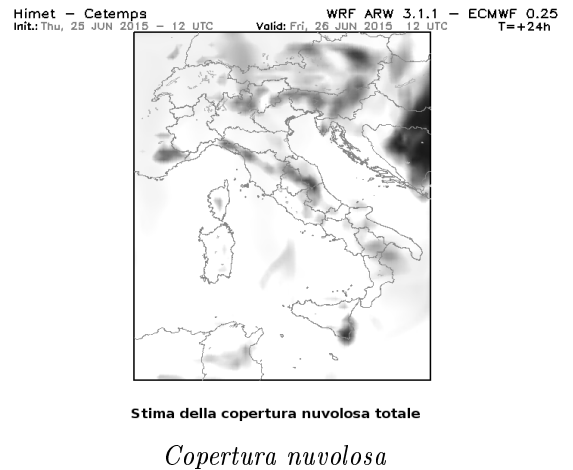 Himet – Cetemps WRF ARW 3.1.1 – ECMWF 0.25
Init.: Thu, 25 JUN 2015 – 12 UTC Valid: Fri, 26 JUN 2015 12 UTC T=+24h
Stima della copertura nuvolosa totale
Copertura nuvolosa